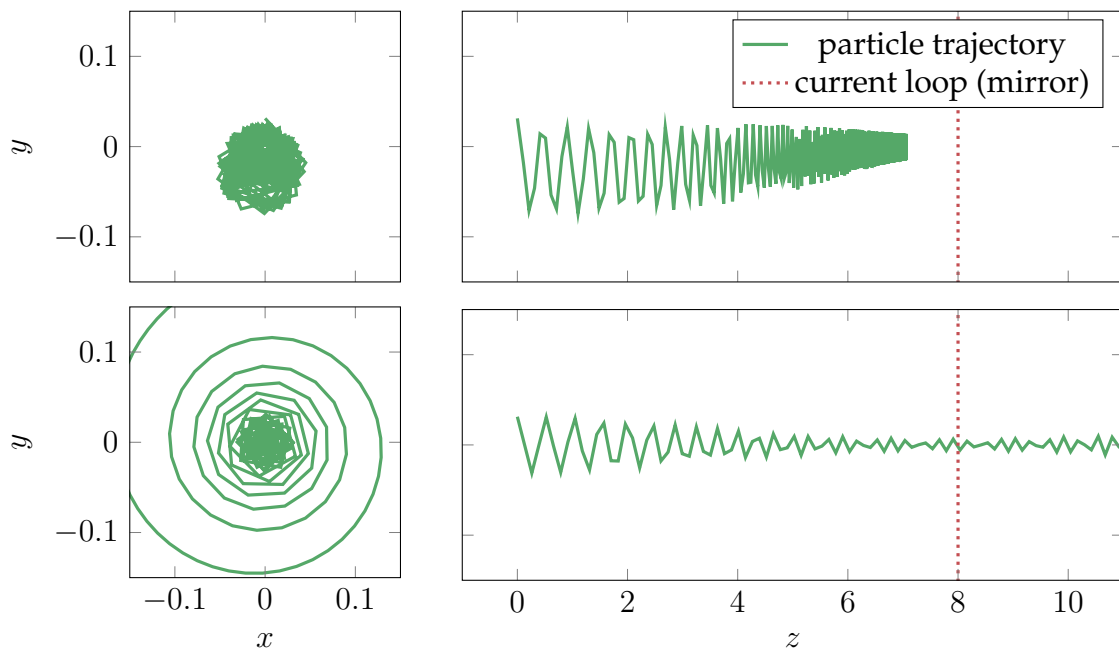 0.1
0
−0.1
y
particle trajectory
current loop (mirror)
0.1
0
−0.1
y
−0.1 0 0.1
x
0 2 4 6 8 10
z